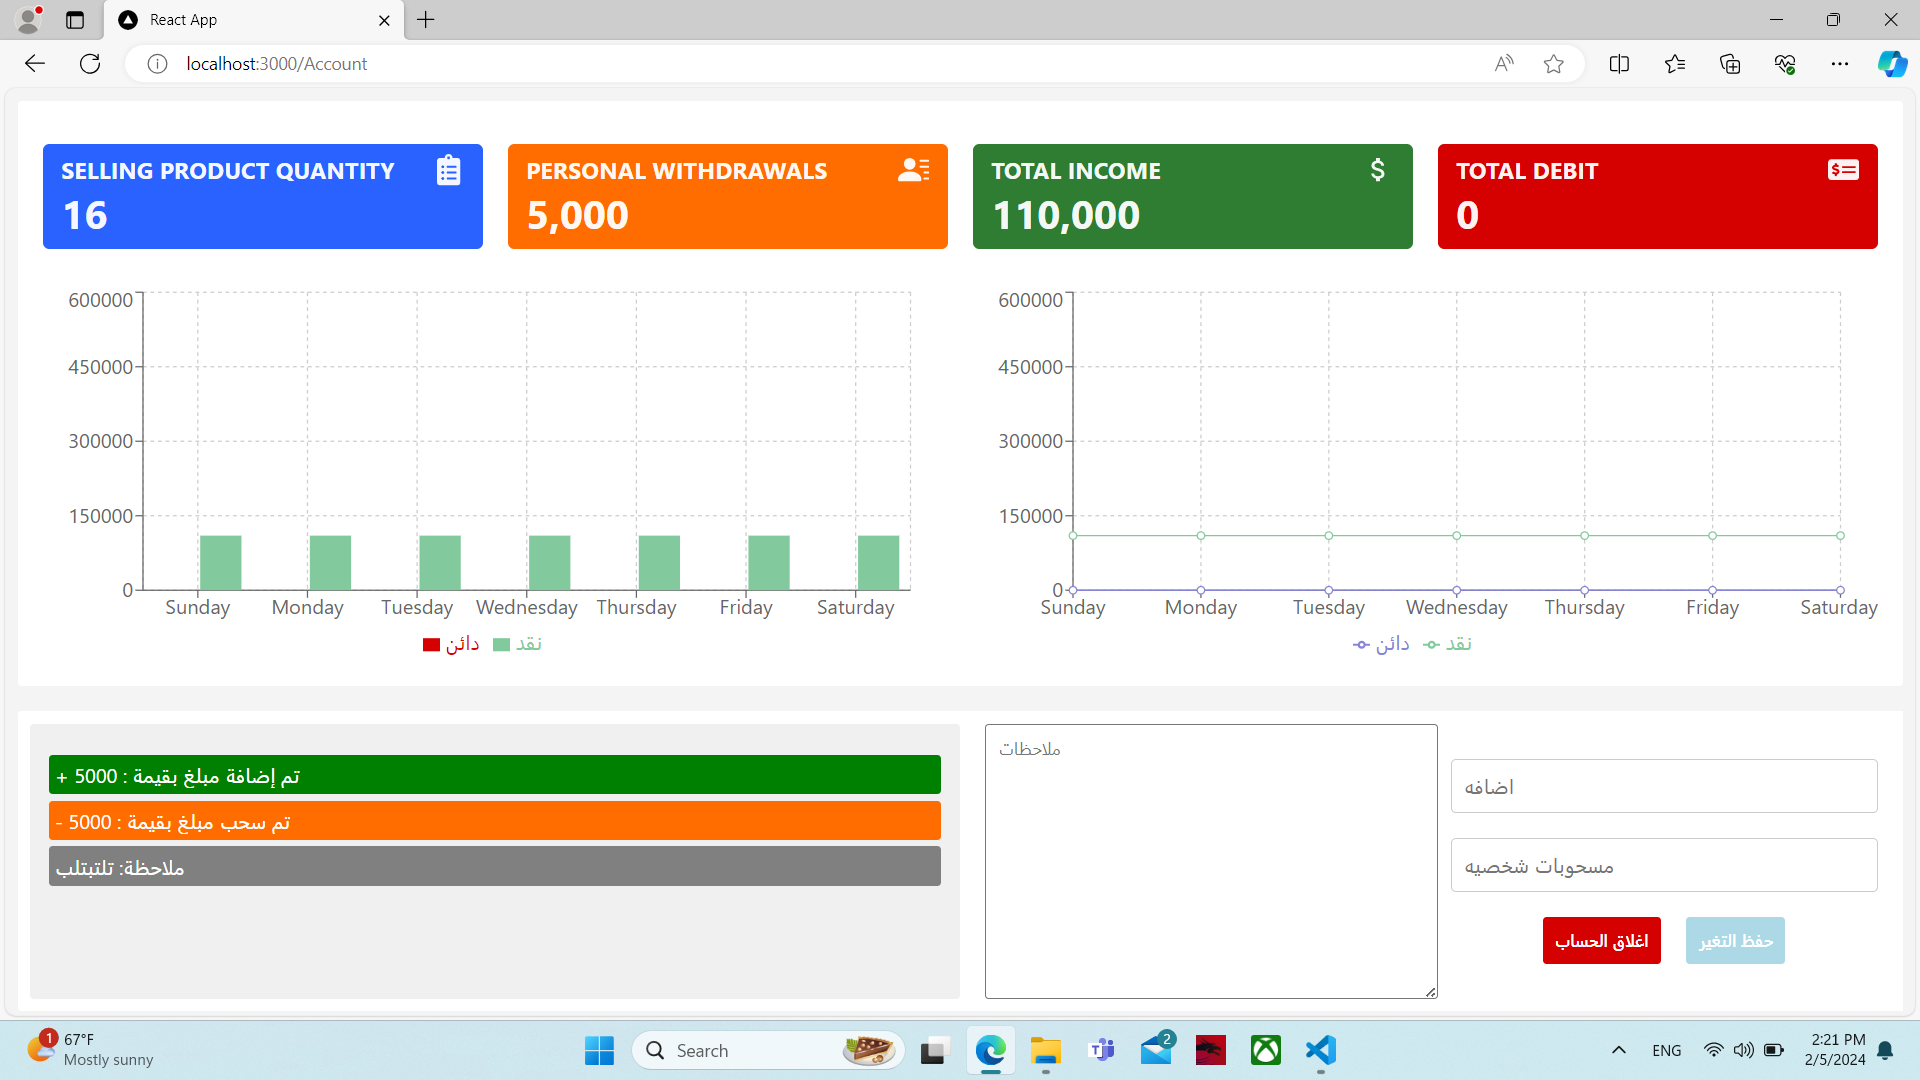 React App
localhost:3000/Account
SELLING PRODUCT QUANTITY
16
PERSONAL WITHDRAWALS
5,000
TOTAL INCOME
110,000
TOTAL DEBIT
0
600000
450000
300000
150000
0
Sunday Monday Tuesday Wednesday Thursday Friday Saturday
دائن نقد
600000
450000
300000
150000
0
Sunday Monday Tuesday Wednesday Thursday Friday Saturday
دائن نقد
تم إضافة مبلغ بقيمة : 5000 +
تم سحب مبلغ بقيمة : 5000 -
ملاحظة: تلتبتلب
ملاحظات
اضافه
مسحوبات شخصيه
اغلاق الحساب
حفظ التغير
1
67°F
Mostly sunny
Search
2
ENG
2:21 PM
2/5/2024